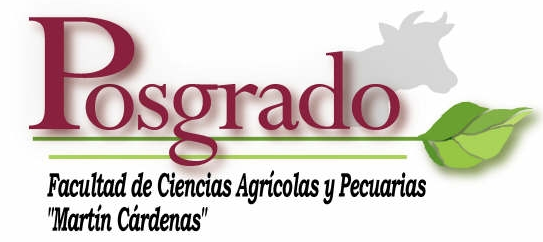 Posgrado
Facultad de Ciencias Agrícolas y Pecuarias
"Martín Cárdenas"